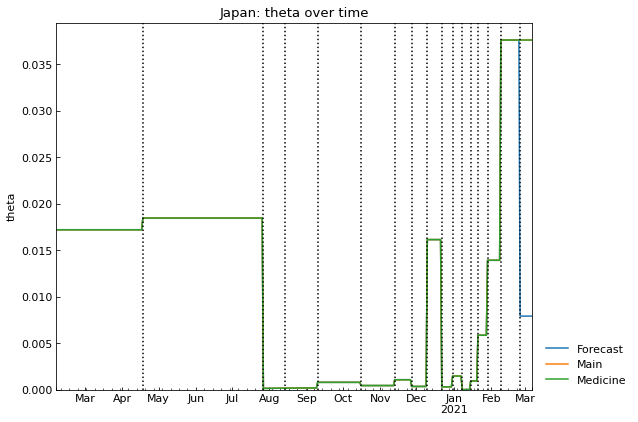 Japan: theta over time
theta
0.035
0.030
0.025
0.020
0.015
0.010
0.005
0.000
Mar Apr May Jun Jul Aug Sep Oct Nov Dec Jan Feb Mar
2021
Forecast
Main
Medicine